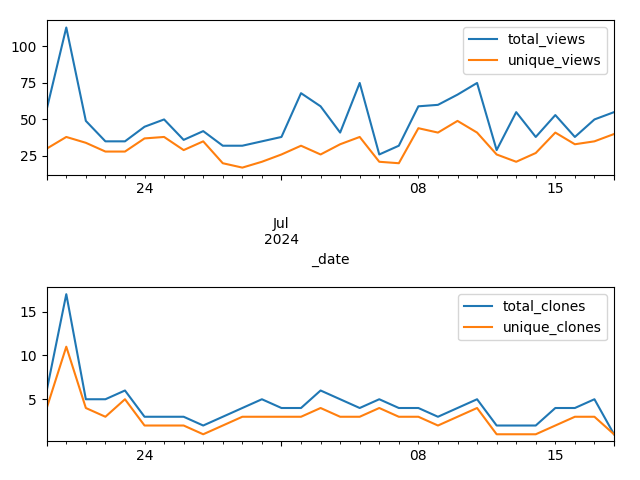 100
75
50
25
total_views
unique_views
24
08
15
Jul
2024
_date
15
10
5
total_clones
unique_clones
24
08
15